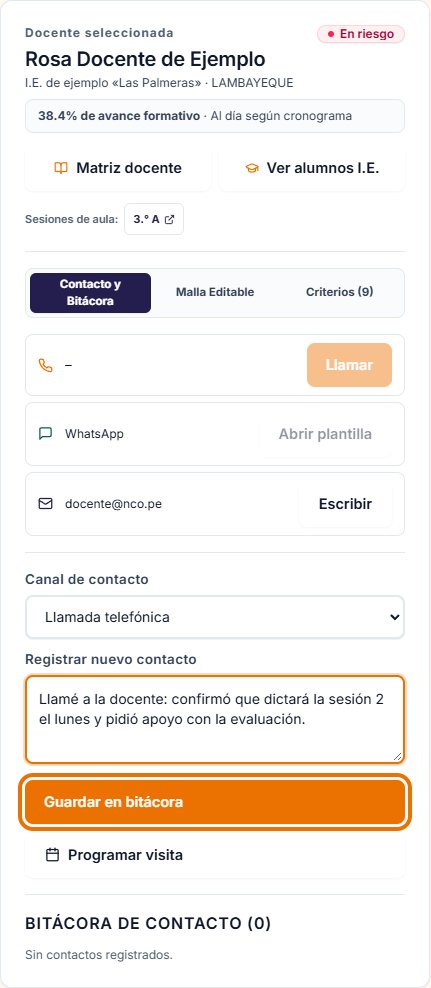 Docente seleccionada
En riesgo
Rosa Docente de Ejemplo
I.E. de ejemplo «Las Palmeras» · LAMBAYEQUE
38.4% de avance formativo · Al día según cronograma
Matriz docente
Ver alumnos I.E.
Sesiones de aula:
3.° A
Contacto y
Bitácora
Malla Editable
Criterios (9)
–
Llamar
WhatsApp
Abrir plantilla
docente@nco.pe
Escribir
Canal de contacto
Llamada telefónica
Registrar nuevo contacto
Llamé a la docente: confirmó que dictará la sesión 2
el lunes y pidió apoyo con la evaluación.
Guardar en bitácora
Programar visita
BITÁCORA DE CONTACTO (0)
Sin contactos registrados.